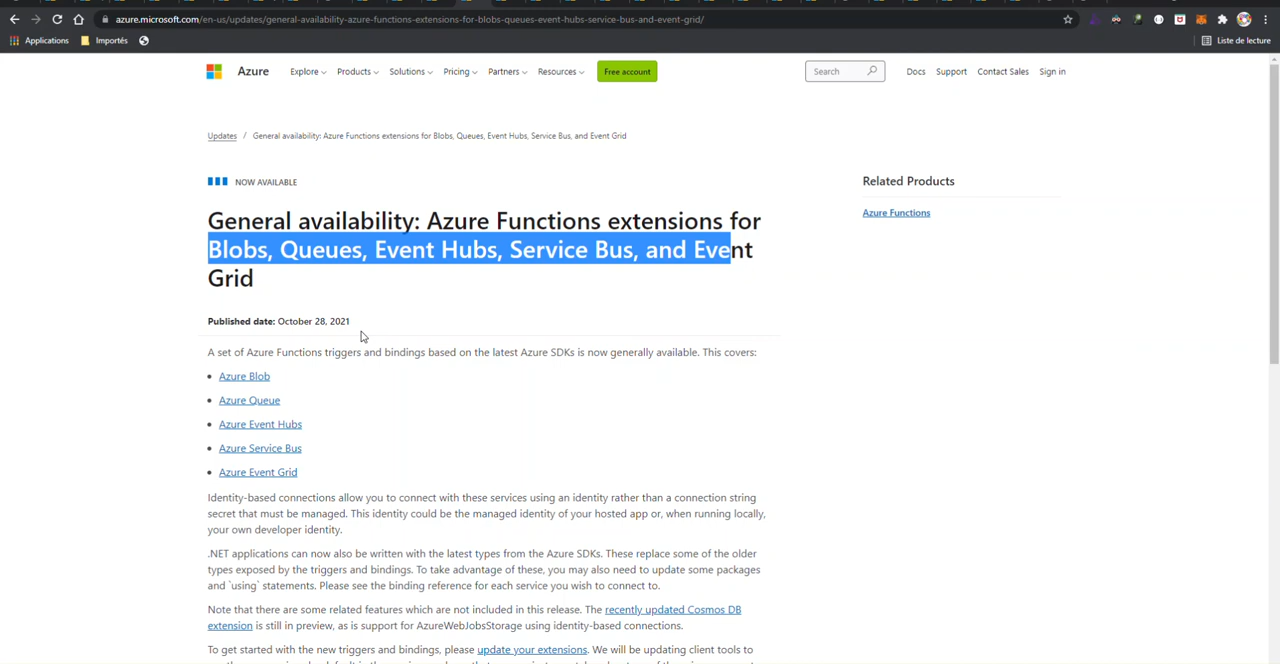 azure.microsoft.com/en-us/updates/general-availability-azure-functions-extensions-for-blobs-queues-event-hubs-service-bus-and-event-grid/
Applications Importés Liste de lecture
Azure Explore Products Solutions Pricing Partners Resources Free account Search Docs Support Contact Sales Sign in
Updates / General availability: Azure Functions extensions for Blobs, Queues, Event Hubs, Service Bus, and Event Grid
NOW AVAILABLE
General availability: Azure Functions extensions for
Blobs, Queues, Event Hubs, Service Bus, and Event
Grid
Related Products
Azure Functions
Published date: October 28, 2021
A set of Azure Functions triggers and bindings based on the latest Azure SDKs is now generally available. This covers:
Azure Blob
Azure Queue
Azure Event Hubs
Azure Service Bus
Azure Event Grid
Identity-based connections allow you to connect with these services using an identity rather than a connection string
secret that must be managed. This identity could be the managed identity of your hosted app or, when running locally,
your own developer identity.
.NET applications can now also be written with the latest types from the Azure SDKs. These replace some of the older
types exposed by the triggers and bindings. To take advantage of these, you may also need to update some packages
and `using` statements. Please see the binding reference for each service you wish to connect to.
Note that there are some related features which are not included in this release. The recently updated Cosmos DB
extension is still in preview, as is support for AzureWebJobsStorage using identity-based connections.
To get started with the new triggers and bindings, please update your extensions. We will be updating client tools to